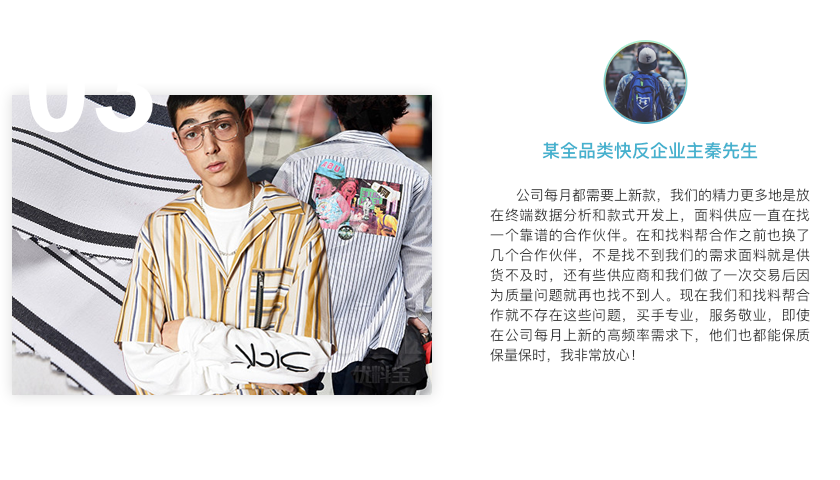 03
某全品类快反企业主秦先生
公司每月都需要上新款，我们的精力更多地是放
在终端数据分析和款式开发上，面料供应一直在找
一个靠谱的合作伙伴。在和找料帮合作之前也换了
几个合作伙伴，不是找不到我们的需求面料就是供
货不及时，还有些供应商和我们做了一次交易后因
为质量问题就再也找不到人。现在我们和找料帮合
作就不存在这些问题，买手专业，服务敬业，即使
在公司每月上新的高频率需求下，他们也都能保质
保量保时，我非常放心！
SICK
优料宝